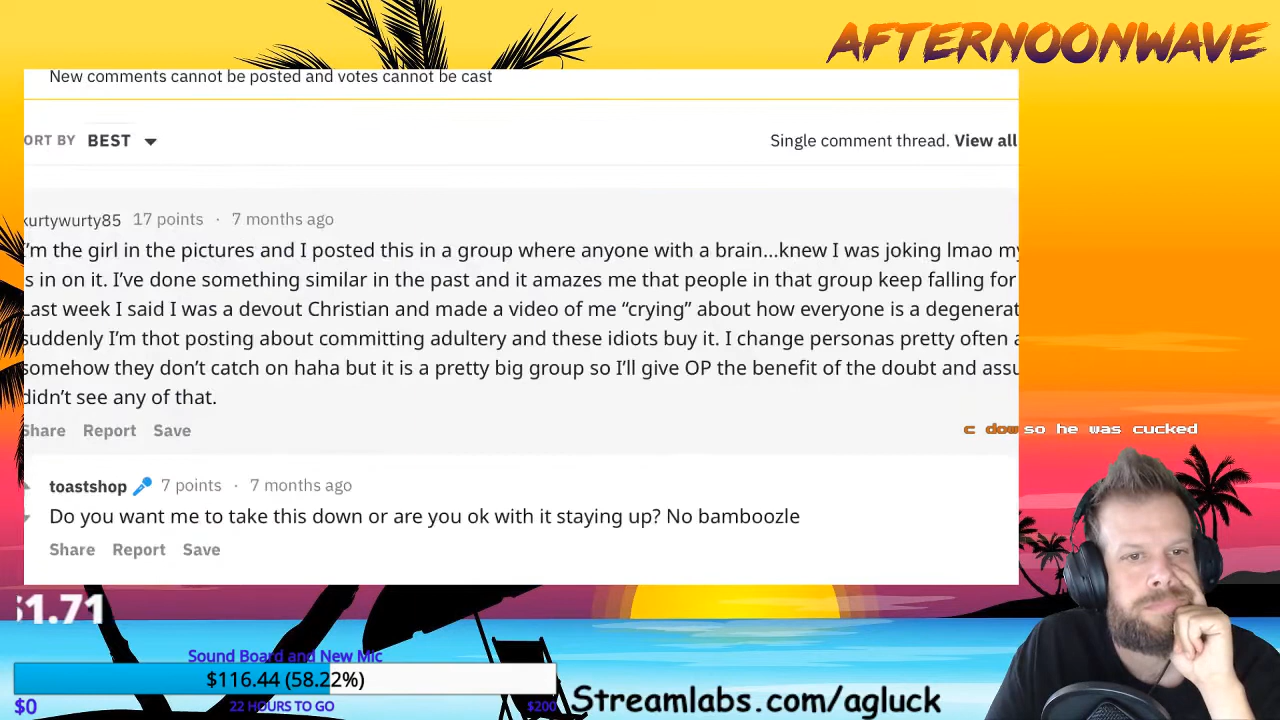 AFTERNOONWAVE
New comments cannot be posted and votes cannot be cast
ORT BY BEST
Single comment thread. View all
kurtywurty85 17 points · 7 months ago
I'm the girl in the pictures and I posted this in a group where anyone with a brain...knew I was joking lmao my
is in on it. I've done something similar in the past and it amazes me that people in that group keep falling for
Last week I said I was a devout Christian and made a video of me “crying” about how everyone is a degenerat
suddenly I'm thot posting about committing adultery and these idiots buy it. I change personas pretty often a
somehow they don't catch on haha but it is a pretty big group so I'll give OP the benefit of the doubt and assu
didn't see any of that.
Share Report Save
c dow so he was cucked
toastshop 7 points · 7 months ago
Do you want me to take this down or are you ok with it staying up? No bamboozle
Share Report Save
$1.71
Sound Board and New Mic
$116.44 (58.22%)
$0 22 HOURS TO GO $200
Streamlabs.com/agluck